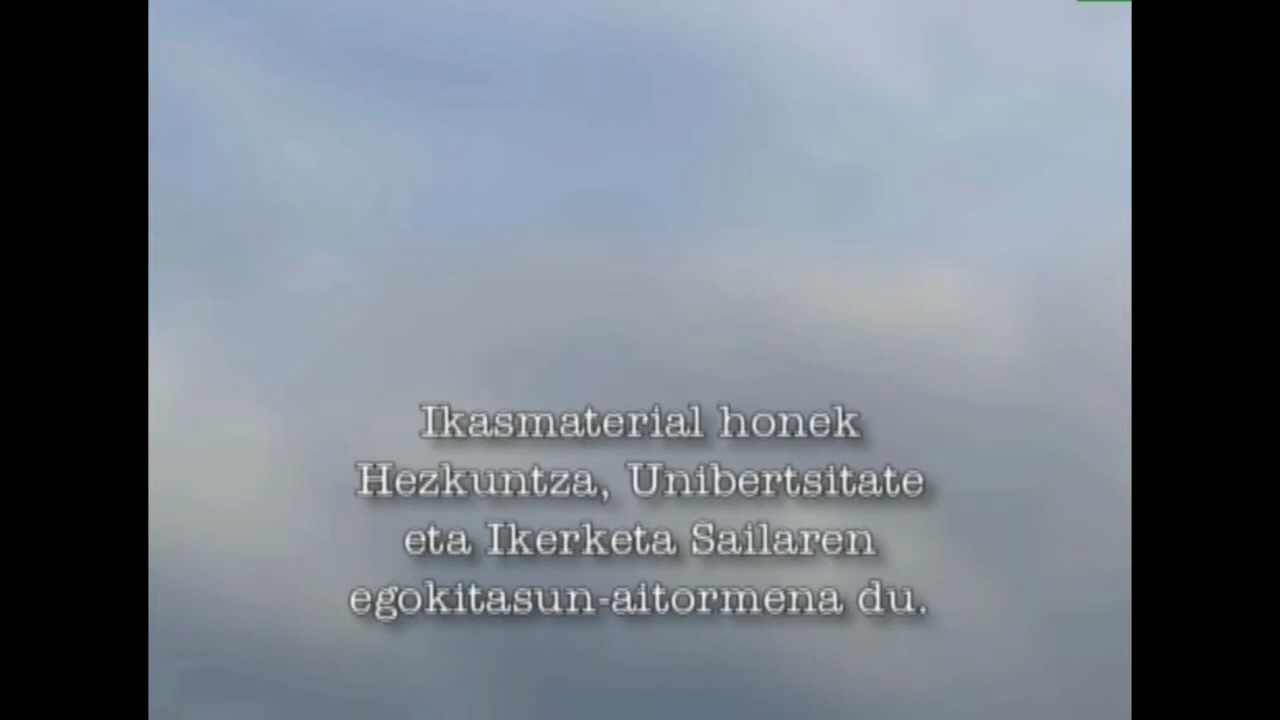 Ikasmaterial honek
Hezkuntza, Unibertsitate
eta Ikerketa Sailaren
egokitasun-aitormena du.